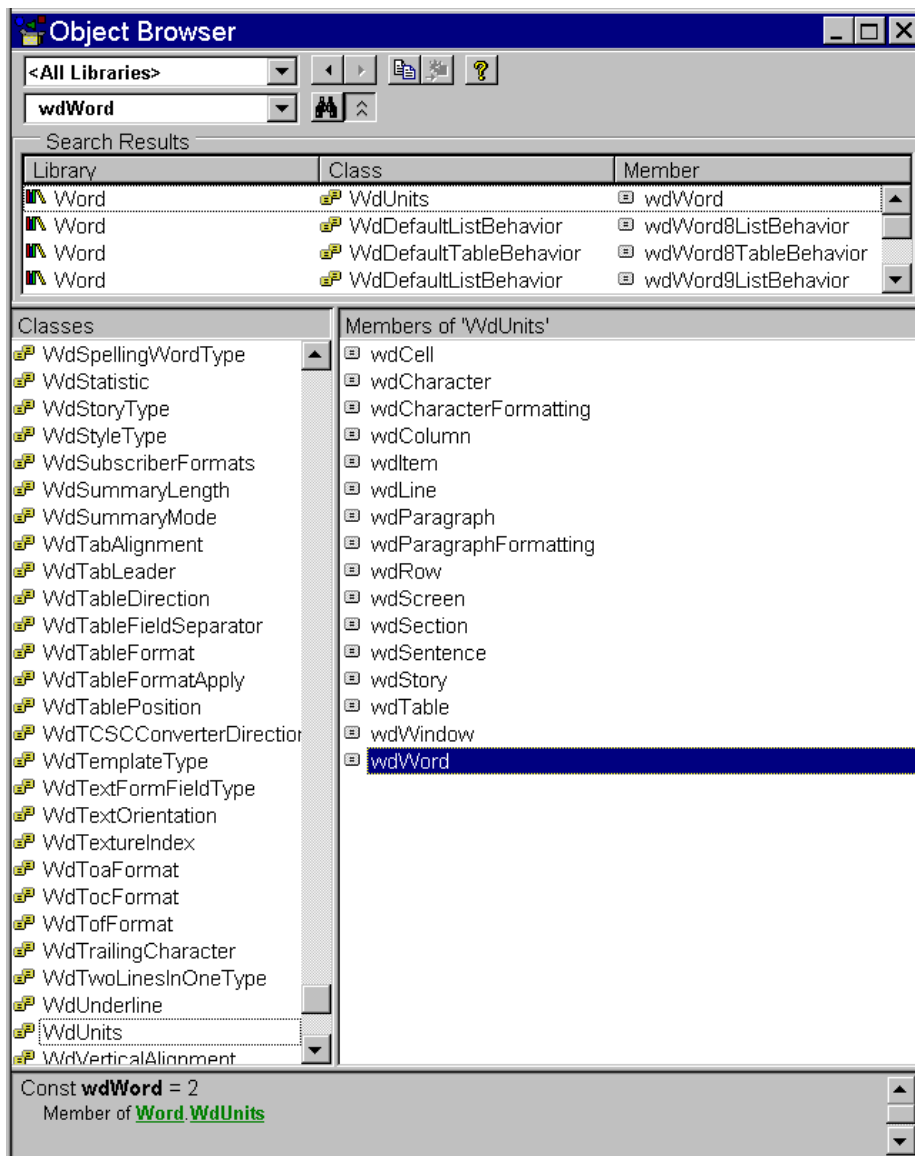 Object Browser
<All Libraries>
wdWord
Search Results
Library Class Member
Word WdUnits wdWord
Word WdDefaultListBehavior wdWord8ListBehavior
Word WdDefaultTableBehavior wdWord8TableBehavior
Word WdDefaultListBehavior wdWord9ListBehavior
Classes
WdSpellingWordType
WdStatistic
WdStoryType
WdStyleType
WdSubscriberFormats
WdSummaryLength
WdSummaryMode
WdTabAlignment
WdTabLeader
WdTableDirection
WdTableFieldSeparator
WdTableFormat
WdTableFormatApply
WdTablePosition
WdTCSCConverterDirection
WdTemplateType
WdTextFormFieldType
WdTextOrientation
WdTextureIndex
WdToaFormat
WdTocFormat
WdTofFormat
WdTrailingCharacter
WdTwoLinesInOneType
WdUnderline
WdUnits
WdVerticalAlignment
Members of 'WdUnits'
wdCell
wdCharacter
wdCharacterFormatting
wdColumn
wdItem
wdLine
wdParagraph
wdParagraphFormatting
wdRow
wdScreen
wdSection
wdSentence
wdStory
wdTable
wdWindow
wdWord
Const wdWord = 2
Member of Word.WdUnits